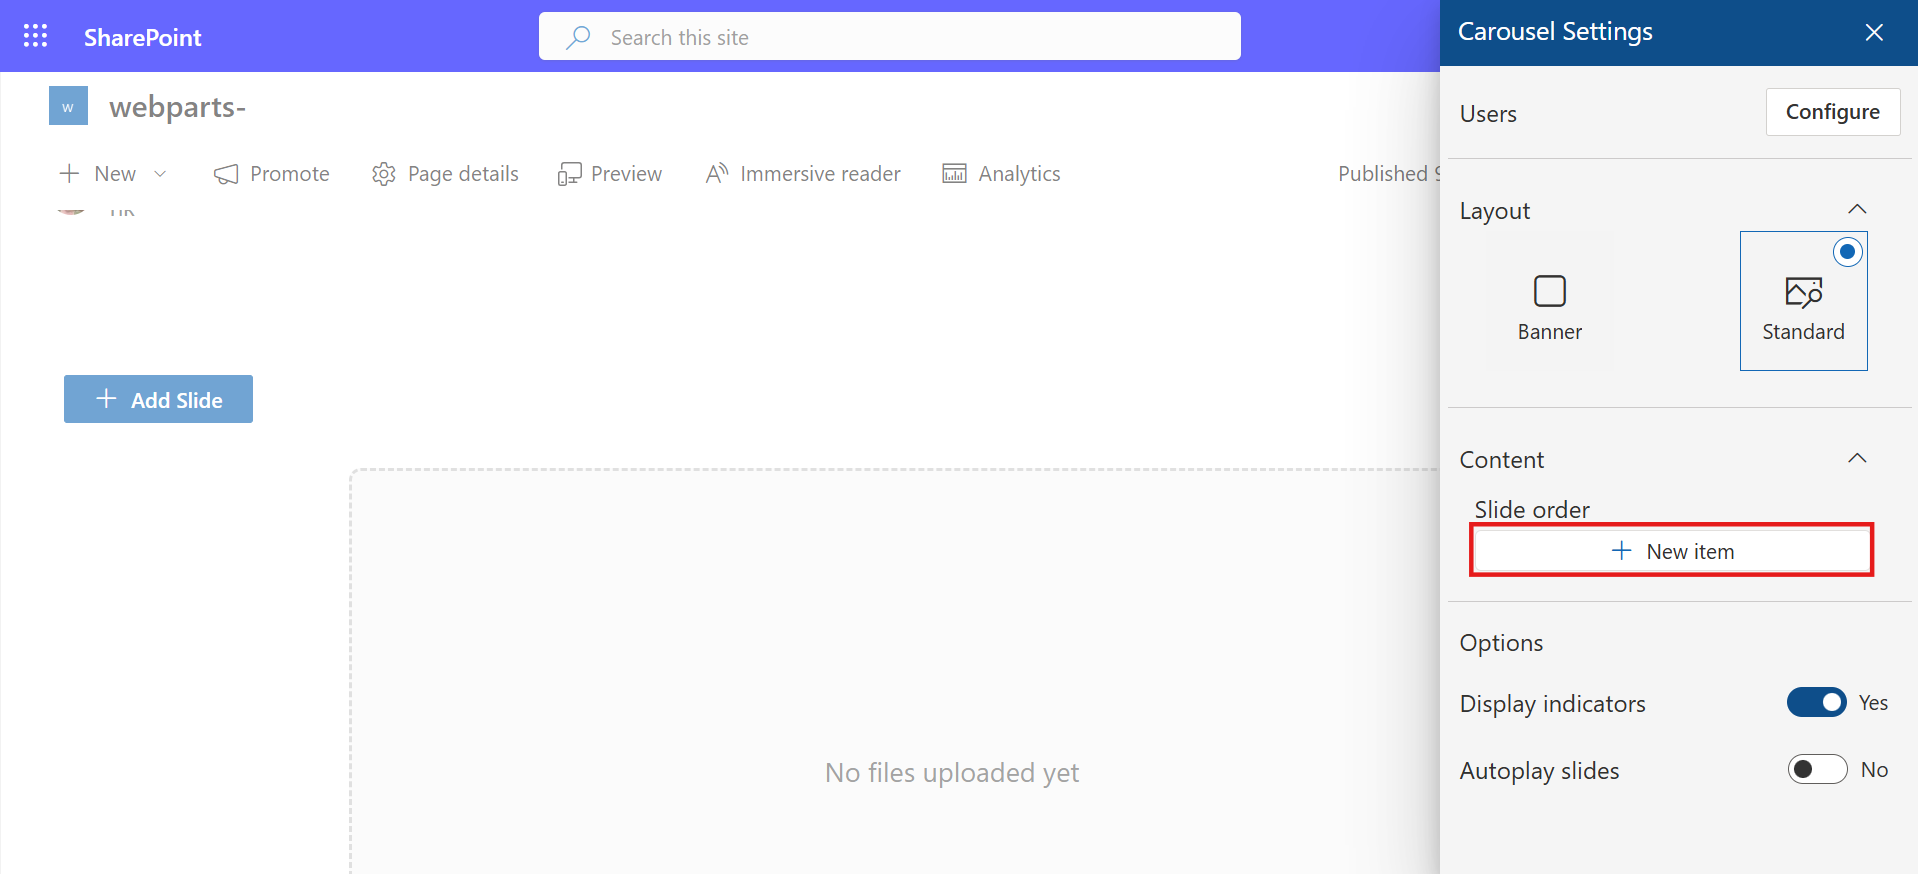 SharePoint
Search this site
Carousel Settings
w
webparts-
New
Promote
Page details
Preview
Immersive reader
Analytics
Published
Users
Configure
Layout
Banner
Standard
Add Slide
Content
Slide order
New item
No files uploaded yet
Options
Display indicators
Yes
Autoplay slides
No